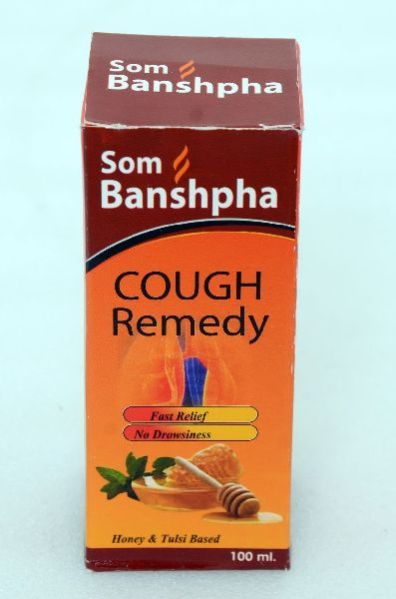 Som
Banshpha
Som
Banshpha
COUGH
Remedy
Fast Relief
No Drowsiness
Honey & Tulsi Based
100 ml.